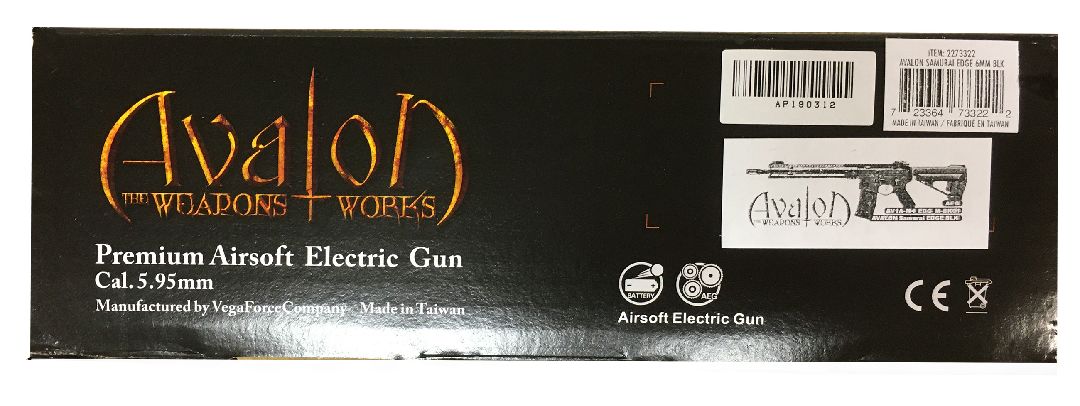 Avalon
THE WEAPONS WORKS
Premium Airsoft Electric Gun
Cal. 5.95mm
Manufactured by VegaForceCompany Made in Taiwan
AP180312
ITEM: 2273322
AVALON SAMURAI EDGE 6MM BLK
7 23364 73322 2
MADE IN TAIWAN / FABRIQUÉ EN TAIWAN
Avalon
THE WEAPONS WORKS
AEG
AVALON Samurai EDGE BLK
BATTERY
AEG
Airsoft Electric Gun
CE